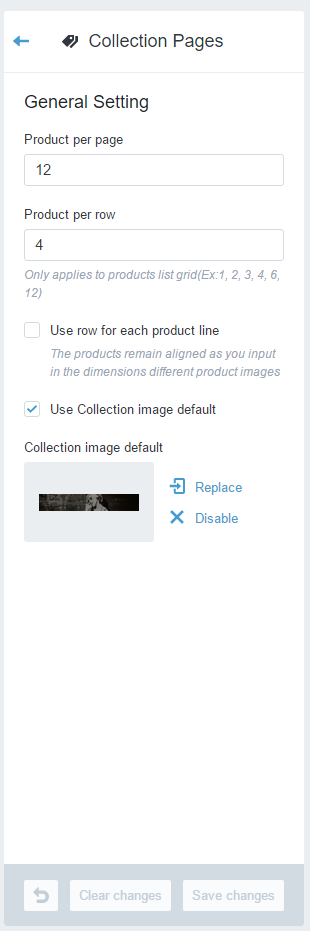 Collection Pages
General Setting
Product per page
12
Product per row
4
Only applies to products list grid(Ex:1, 2, 3, 4, 6,
12)
Use row for each product line
The products remain aligned as you input
in the dimensions different product images
Use Collection image default
Collection image default
Replace
Disable
Clear changes
Save changes